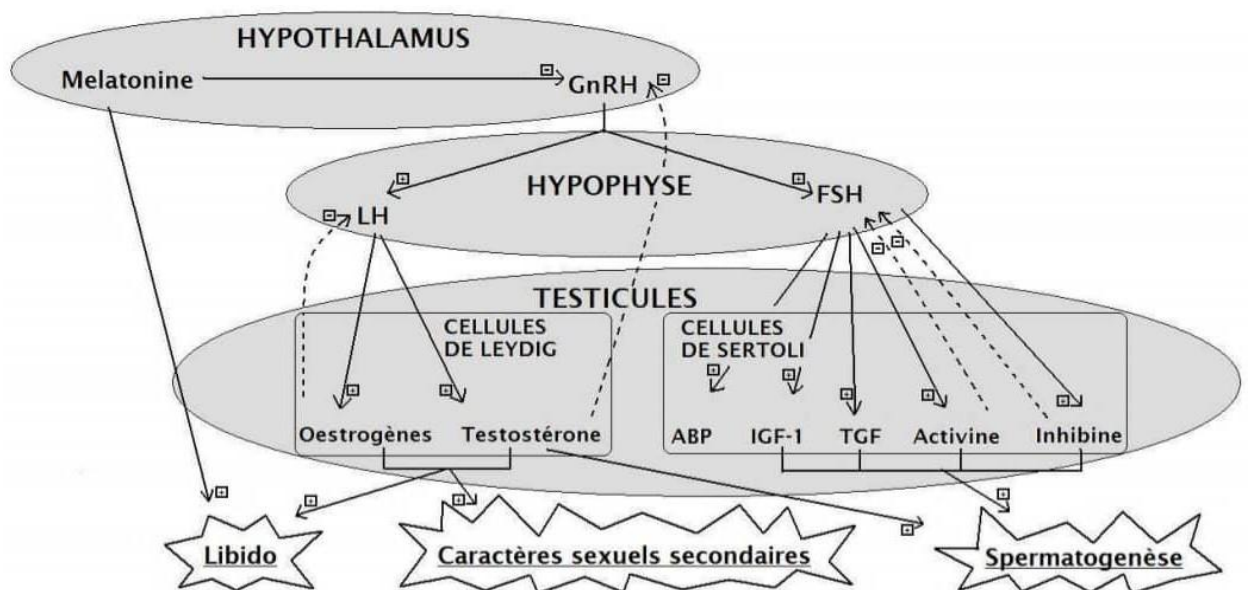 HYPOTHALAMUS
Melatonine
GnRH
HYPOPHYSE
LH
FSH
TESTICULES
CELLULES
DE LEYDIG
CELLULES
DE SERTOLI
Oestrogènes
Testostérone
ABP
IGF-1
TGF
Activine
Inhibine
Libido
Caractères sexuels secondaires
Spermatogenèse